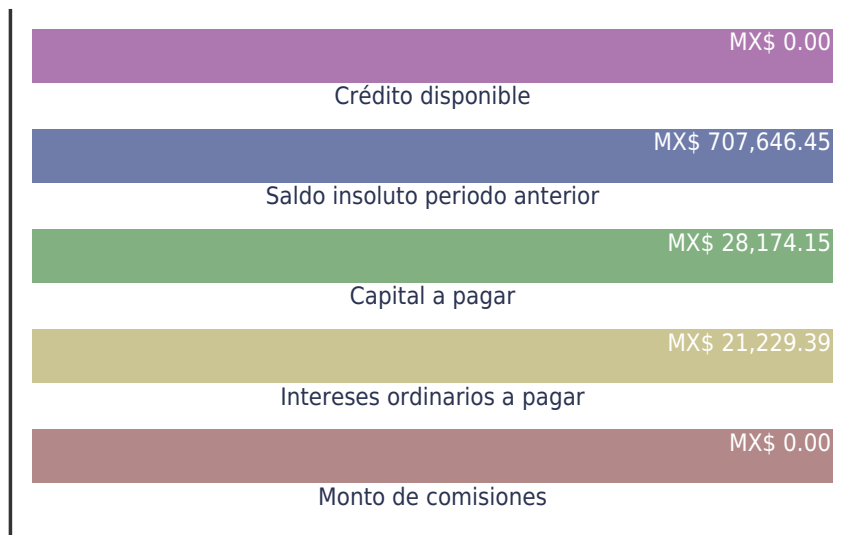 MX$ 0.00
Crédito disponible
MX$ 707,646.45
Saldo insoluto periodo anterior
MX$ 28,174.15
Capital a pagar
MX$ 21,229.39
Intereses ordinarios a pagar
MX$ 0.00
Monto de comisiones